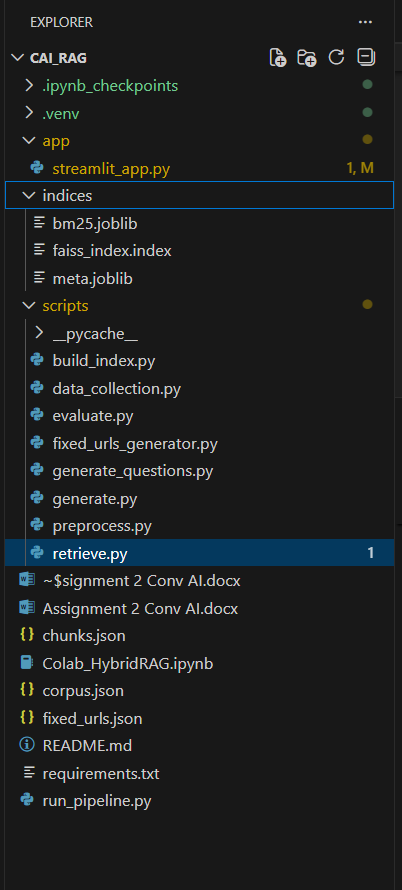 EXPLORER
CAI_RAG
.ipynb_checkpoints
.venv
app
streamlit_app.py 1, M
indices
bm25.joblib
faiss_index.index
meta.joblib
scripts
__pycache__
build_index.py
data_collection.py
evaluate.py
fixed_urls_generator.py
generate_questions.py
generate.py
preprocess.py
retrieve.py 1
~$signment 2 Conv AI.docx
Assignment 2 Conv AI.docx
chunks.json
Colab_HybridRAG.ipynb
corpus.json
fixed_urls.json
README.md
requirements.txt
run_pipeline.py